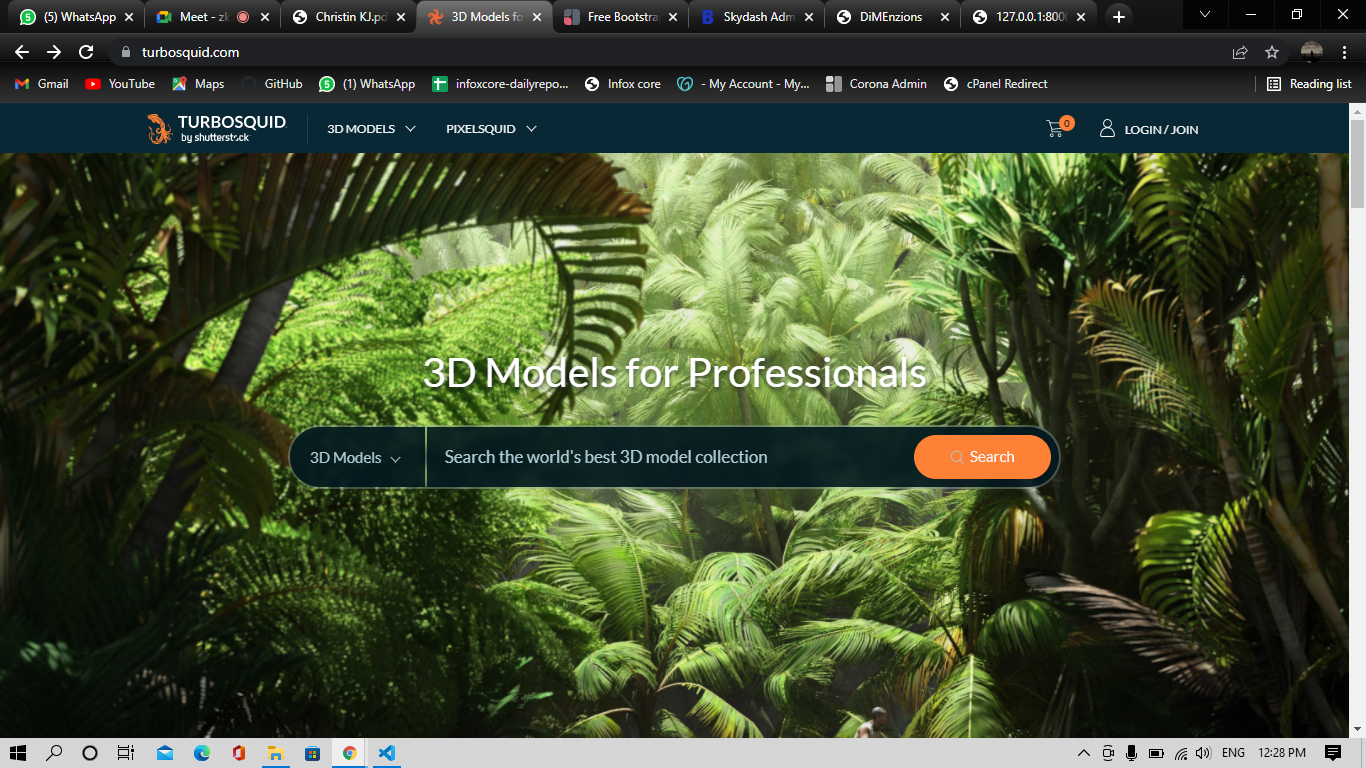 (5) WhatsApp
Meet - zk
Christin KJ.pd
3D Models fo
Free Bootstra
Skydash Adm
DiMEnzions
127.0.0.1:8000
turbosquid.com
Gmail
YouTube
Maps
GitHub
(1) WhatsApp
infoxcore-dailyrepo...
Infox core
- My Account - My...
Corona Admin
cPanel Redirect
Reading list
TURBOSQUID
by shutterstock
3D MODELS
PIXELSQUID
0
LOGIN / JOIN
3D Models for Professionals
3D Models
Search the world's best 3D model collection
Search
ENG
12:28 PM